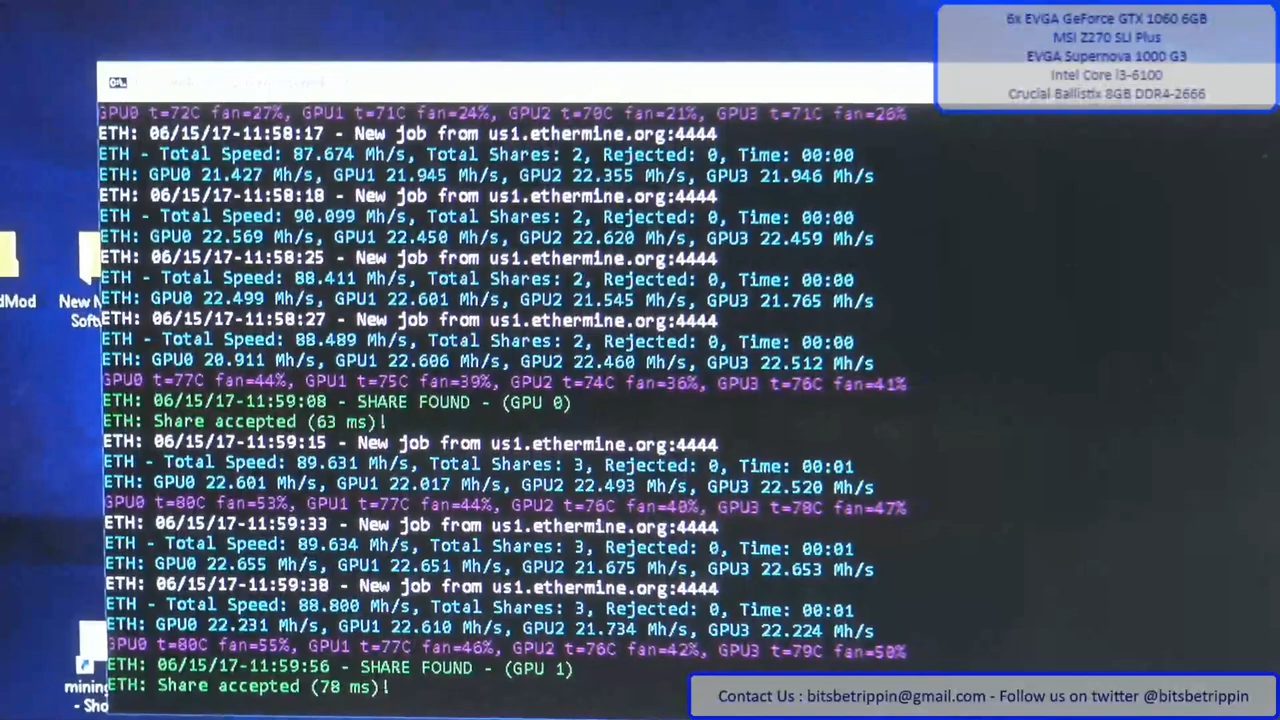 6x EVGA GeForce GTX 1060 6GB
MSI Z270 SLI Plus
EVGA Supernova 1000 G3
Intel Core i3-6100
Crucial Ballistix 8GB DDR4-2666
GPU0 t=72C fan=27%, GPU1 t=71C fan=24%, GPU2 t=70C fan=21%, GPU3 t=71C fan=26%
ETH: 06/15/17-11:58:17 - New job from us1.ethermine.org:4444
ETH - Total Speed: 87.674 Mh/s, Total Shares: 2, Rejected: 0, Time: 00:00
ETH: GPU0 21.427 Mh/s, GPU1 21.945 Mh/s, GPU2 22.355 Mh/s, GPU3 21.946 Mh/s
ETH: 06/15/17-11:58:18 - New job from us1.ethermine.org:4444
ETH - Total Speed: 90.099 Mh/s, Total Shares: 2, Rejected: 0, Time: 00:00
ETH: GPU0 22.569 Mh/s, GPU1 22.450 Mh/s, GPU2 22.620 Mh/s, GPU3 22.459 Mh/s
ETH: 06/15/17-11:58:25 - New job from us1.ethermine.org:4444
ETH - Total Speed: 88.411 Mh/s, Total Shares: 2, Rejected: 0, Time: 00:00
ETH: GPU0 22.499 Mh/s, GPU1 22.601 Mh/s, GPU2 21.545 Mh/s, GPU3 21.765 Mh/s
ETH: 06/15/17-11:58:27 - New job from us1.ethermine.org:4444
ETH - Total Speed: 88.489 Mh/s, Total Shares: 2, Rejected: 0, Time: 00:00
ETH: GPU0 20.911 Mh/s, GPU1 22.606 Mh/s, GPU2 22.460 Mh/s, GPU3 22.512 Mh/s
GPU0 t=77C fan=44%, GPU1 t=75C fan=39%, GPU2 t=74C fan=36%, GPU3 t=76C fan=41%
ETH: 06/15/17-11:59:08 - SHARE FOUND - (GPU 0)
ETH: Share accepted (63 ms)!
ETH: 06/15/17-11:59:15 - New job from us1.ethermine.org:4444
ETH - Total Speed: 89.631 Mh/s, Total Shares: 3, Rejected: 0, Time: 00:01
ETH: GPU0 22.601 Mh/s, GPU1 22.017 Mh/s, GPU2 22.493 Mh/s, GPU3 22.520 Mh/s
GPU0 t=80C fan=53%, GPU1 t=77C fan=44%, GPU2 t=76C fan=40%, GPU3 t=78C fan=47%
ETH: 06/15/17-11:59:33 - New job from us1.ethermine.org:4444
ETH - Total Speed: 89.634 Mh/s, Total Shares: 3, Rejected: 0, Time: 00:01
ETH: GPU0 22.655 Mh/s, GPU1 22.651 Mh/s, GPU2 21.675 Mh/s, GPU3 22.653 Mh/s
ETH: 06/15/17-11:59:38 - New job from us1.ethermine.org:4444
ETH - Total Speed: 88.800 Mh/s, Total Shares: 3, Rejected: 0, Time: 00:01
ETH: GPU0 22.231 Mh/s, GPU1 22.610 Mh/s, GPU2 21.734 Mh/s, GPU3 22.224 Mh/s
GPU0 t=80C fan=55%, GPU1 t=77C fan=46%, GPU2 t=76C fan=42%, GPU3 t=79C fan=50%
ETH: 06/15/17-11:59:56 - SHARE FOUND - (GPU 1)
ETH: Share accepted (78 ms)!
dMod
New
Soft
mining
- Sho
Contact Us : bitsbetrippin@gmail.com - Follow us on twitter @bitsbetrippin